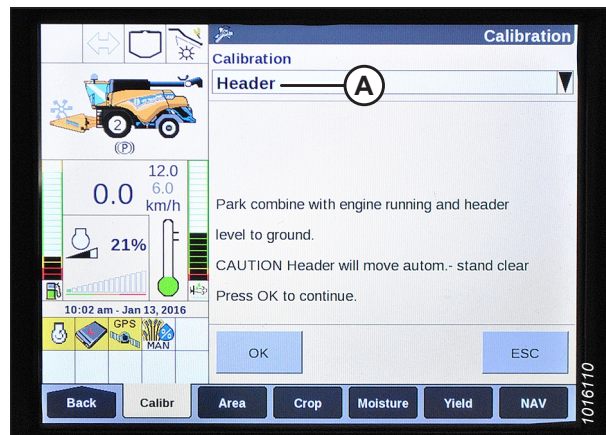 Calibration
Calibration
Header
A
2
(P)
12.0
6.0
0.0
km/h
21%
E
Park combine with engine running and header
level to ground.
CAUTION Header will move autom.- stand clear
Press OK to continue.
10:02 am - Jan 13, 2016
GPS
%
MAN
OK
ESC
Back
Calibr
Area
Crop
Moisture
Yield
NAV
1016110